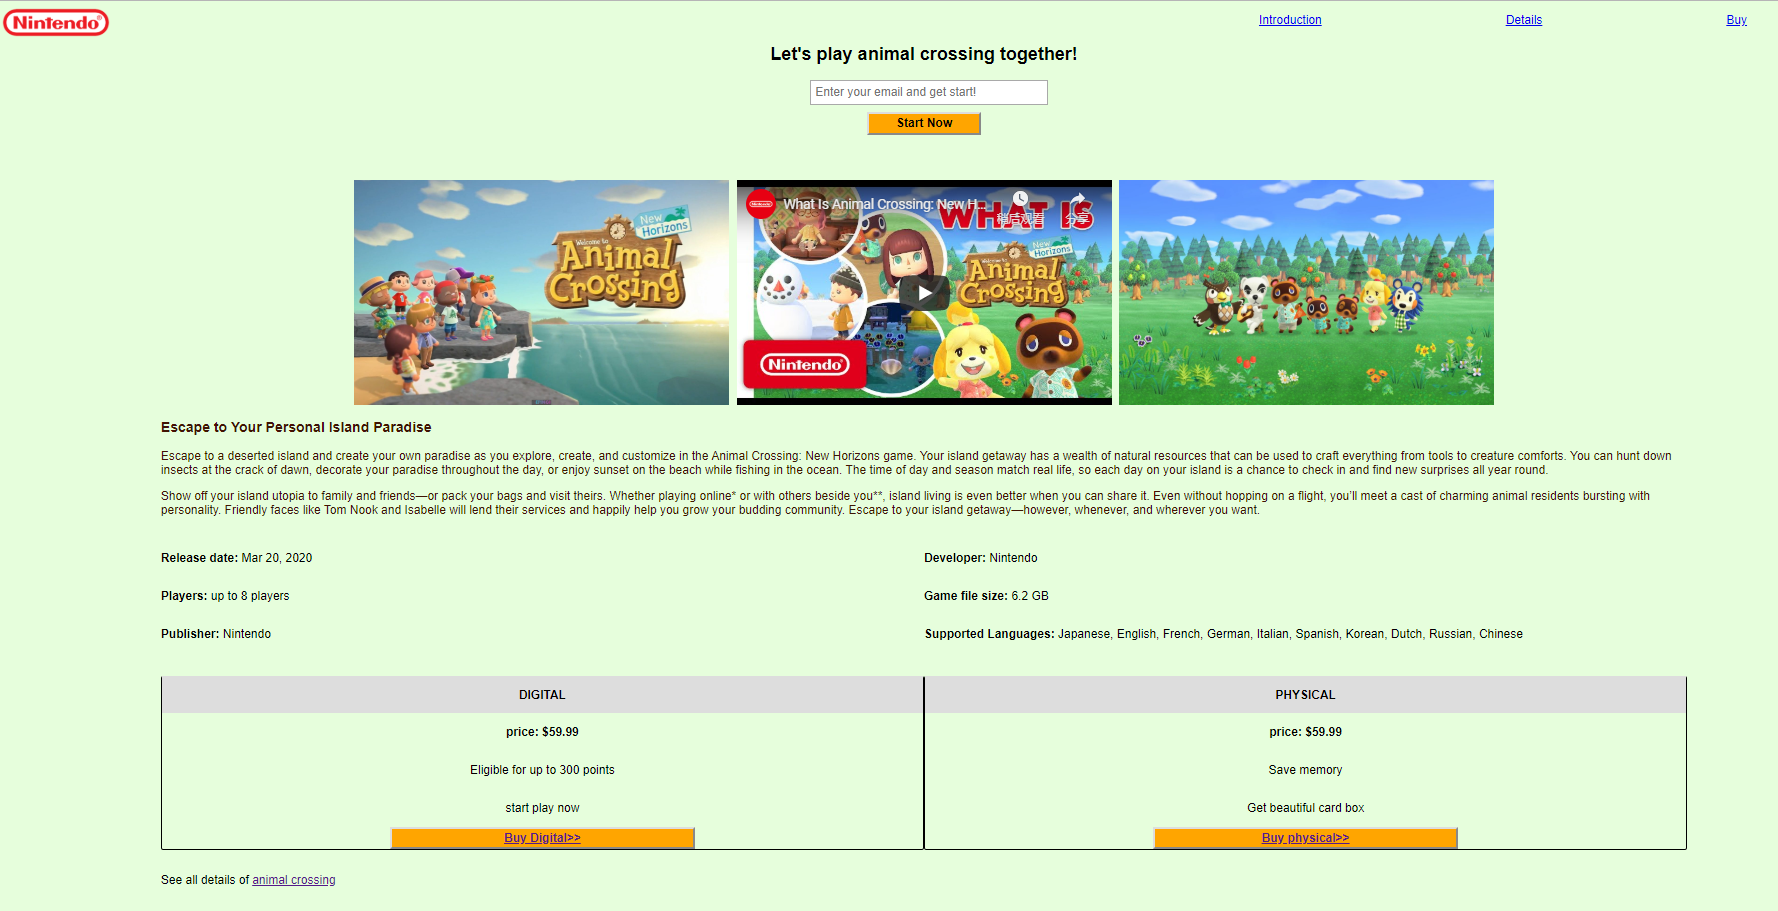 Nintendo®
Introduction
Details
Buy
Let's play animal crossing together!
Enter your email and get start!
Start Now
New Horizons
Welcome to
Animal Crossing
Nintendo
What Is Animal Crossing: New H...
稍后观看
分享
WHAT IS
New Horizons
Welcome to
Animal Crossing
Nintendo®
Escape to Your Personal Island Paradise
Escape to a deserted island and create your own paradise as you explore, create, and customize in the Animal Crossing: New Horizons game. Your island getaway has a wealth of natural resources that can be used to craft everything from tools to creature comforts. You can hunt down
insects at the crack of dawn, decorate your paradise throughout the day, or enjoy sunset on the beach while fishing in the ocean. The time of day and season match real life, so each day on your island is a chance to check in and find new surprises all year round.
Show off your island utopia to family and friends—or pack your bags and visit theirs. Whether playing online* or with others beside you**, island living is even better when you can share it. Even without hopping on a flight, you'll meet a cast of charming animal residents bursting with
personality. Friendly faces like Tom Nook and Isabelle will lend their services and happily help you grow your budding community. Escape to your island getaway—however, whenever, and wherever you want.
Release date: Mar 20, 2020
Developer: Nintendo
Players: up to 8 players
Game file size: 6.2 GB
Publisher: Nintendo
Supported Languages: Japanese, English, French, German, Italian, Spanish, Korean, Dutch, Russian, Chinese
DIGITAL
price: $59.99
Eligible for up to 300 points
start play now
Buy Digital>>
PHYSICAL
price: $59.99
Save memory
Get beautiful card box
Buy physical>>
See all details of animal crossing